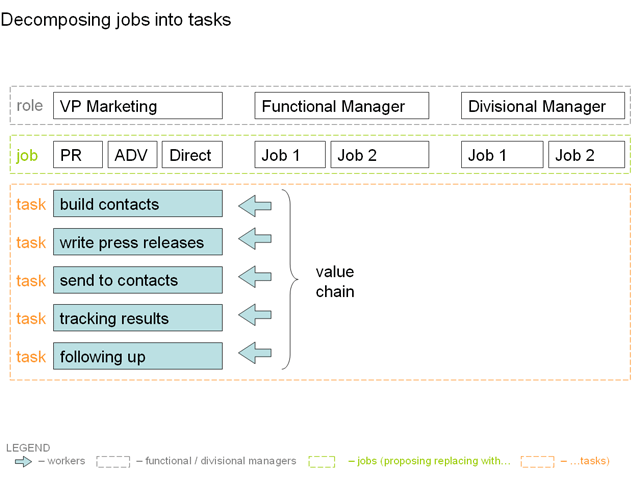 Decomposing jobs into tasks
role VP Marketing Functional Manager Divisional Manager
job PR ADV Direct Job 1 Job 2 Job 1 Job 2
task build contacts
task write press releases
task send to contacts
task tracking results
task following up
value
chain
LEGEND
– workers – functional / divisional managers – jobs (proposing replacing with... – ...tasks)